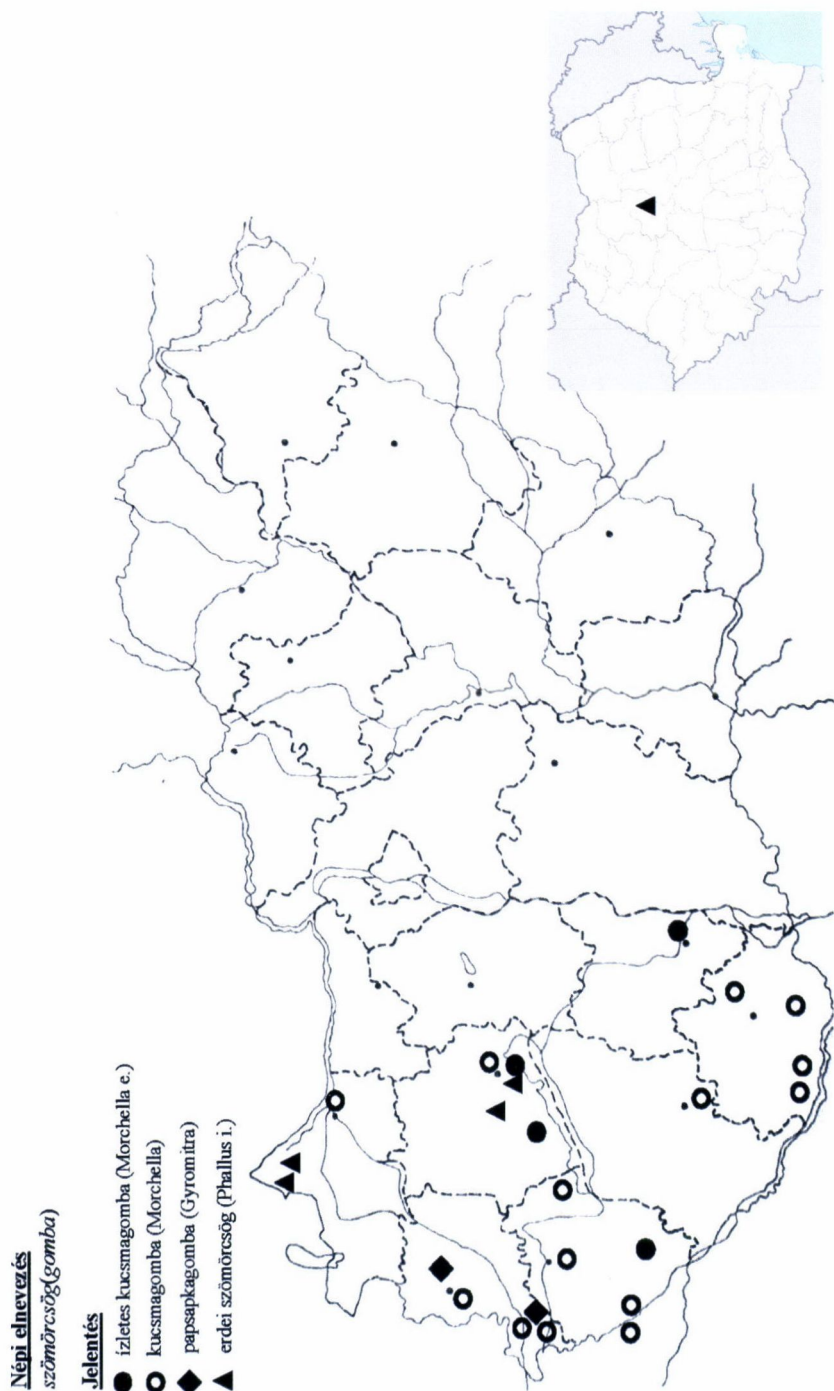 Népi elnevezés
szömörcsög(gomba)
Jelentés
ízletes kucsmagomba (Morchella e.)
kucsmagomba (Morchella)
papsapkagomba (Gyromitra)
erdei szömörcsög (Phallus i.)